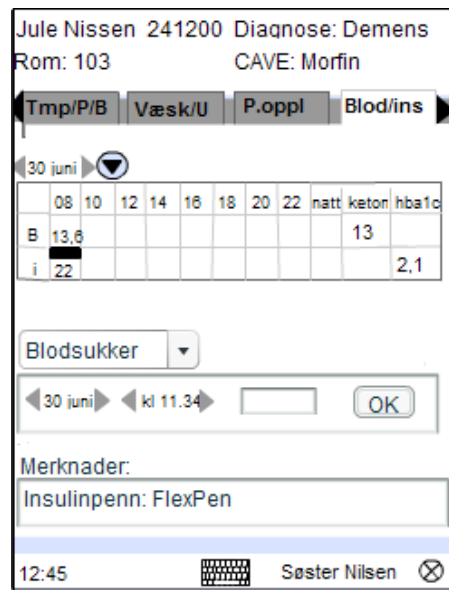 Jule Nissen 241200 Diagnose: Demens
Rom: 103 CAVE: Morfin
Tmp/P/B Væsk/U P.oppl Blod/ins
30 juni
08 10 12 14 16 18 20 22 natt keton hba1c
B 13,6 13
i 22 2,1
Blodsukker
30 juni kl 11.34 OK
Merknader:
Insulinpenn: FlexPen
12:45 Søster Nilsen